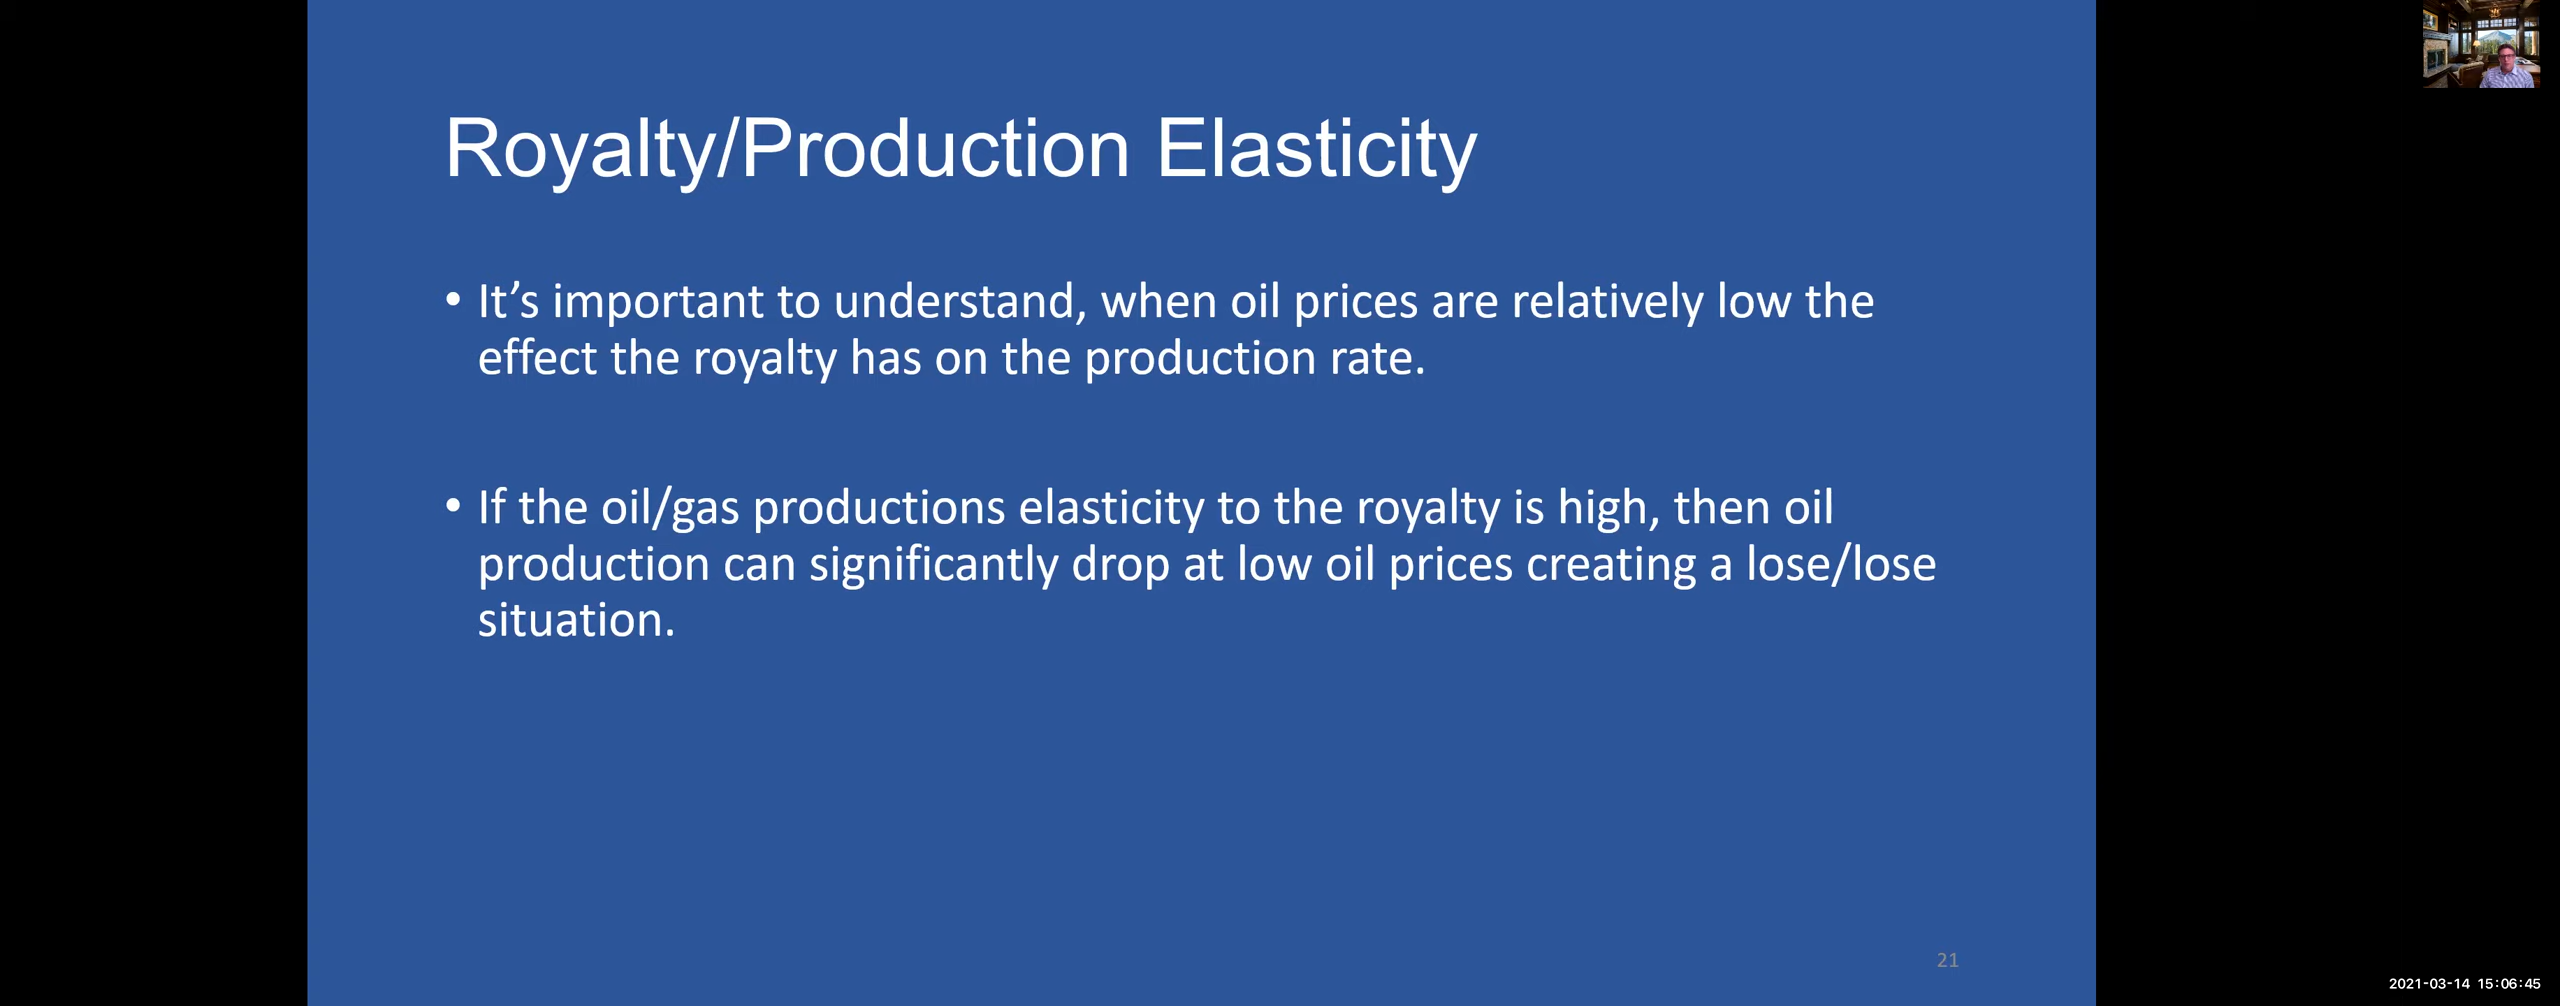 Royalty/Production Elasticity
• It’s important to understand, when oil prices are relatively low the
effect the royalty has on the production rate.
• If the oil/gas productions elasticity to the royalty is high, then oil
production can significantly drop at low oil prices creating a lose/lose
situation.
21
2021-03-14 15:06:45